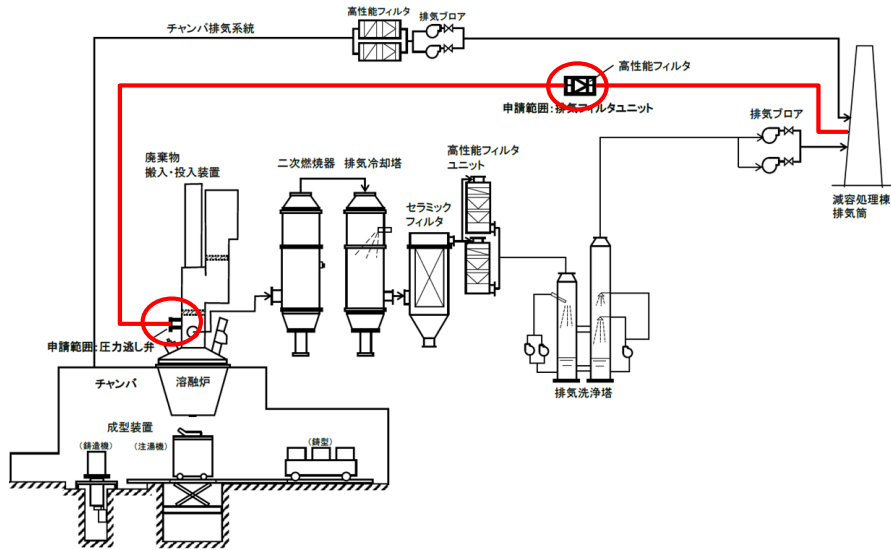 高性能フィルタ
排気ブロア
チャンバ排気系統
高性能フィルタ
申請範囲:排気フィルタユニット
排気ブロア
廃棄物
搬入・投入装置
二次燃焼器
排気冷却塔
高性能フィルタ
ユニット
セラミック
フィルタ
減容処理棟
排気筒
申請範囲:圧力逃し弁
チャンバ
溶融炉
排気洗浄塔
成型装置
(鋳造機)
(注湯機)
(鋳型)